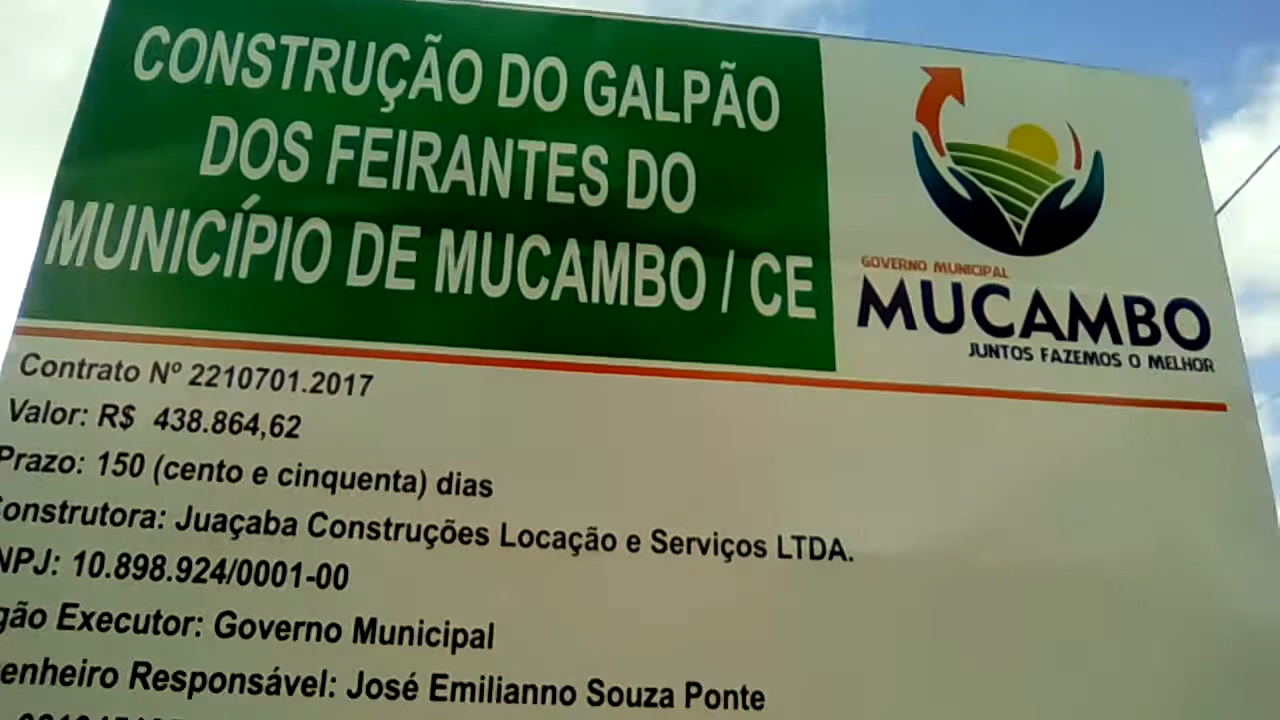 CONSTRUÇÃO DO GALPÃO
DOS FEIRANTES DO
MUNICÍPIO DE MUCAMBO / CE
GOVERNO MUNICIPAL
MUCAMBO
JUNTOS FAZEMOS O MELHOR
Contrato Nº 2210701.2017
Valor: R$ 438.864,62
Prazo: 150 (cento e cinquenta) dias
onstrutora: Juaçaba Construções Locação e Serviços LTDA.
NPJ: 10.898.924/0001-00
gão Executor: Governo Municipal
enheiro Responsável: José Emilianno Souza Ponte